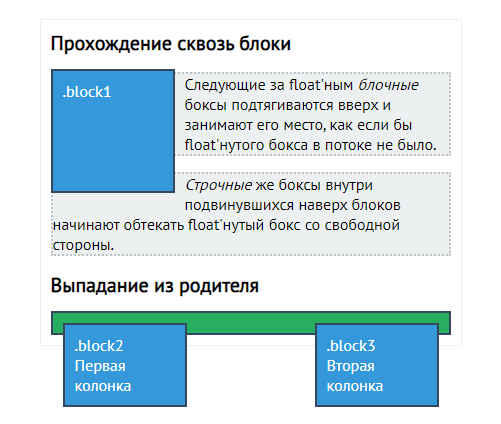 Прохождение сквозь блоки
.block1
Следующие за float'ным блочные
боксы подтягиваются вверх и
занимают его место, как если бы
float'нутого бокса в потоке не было.
Строчные же боксы внутри
подвинувшихся наверх блоков
начинают обтекать float'нутый бокс со свободной
стороны.
Выпадание из родителя
.block2
Первая
колонка
.block3
Вторая
колонка